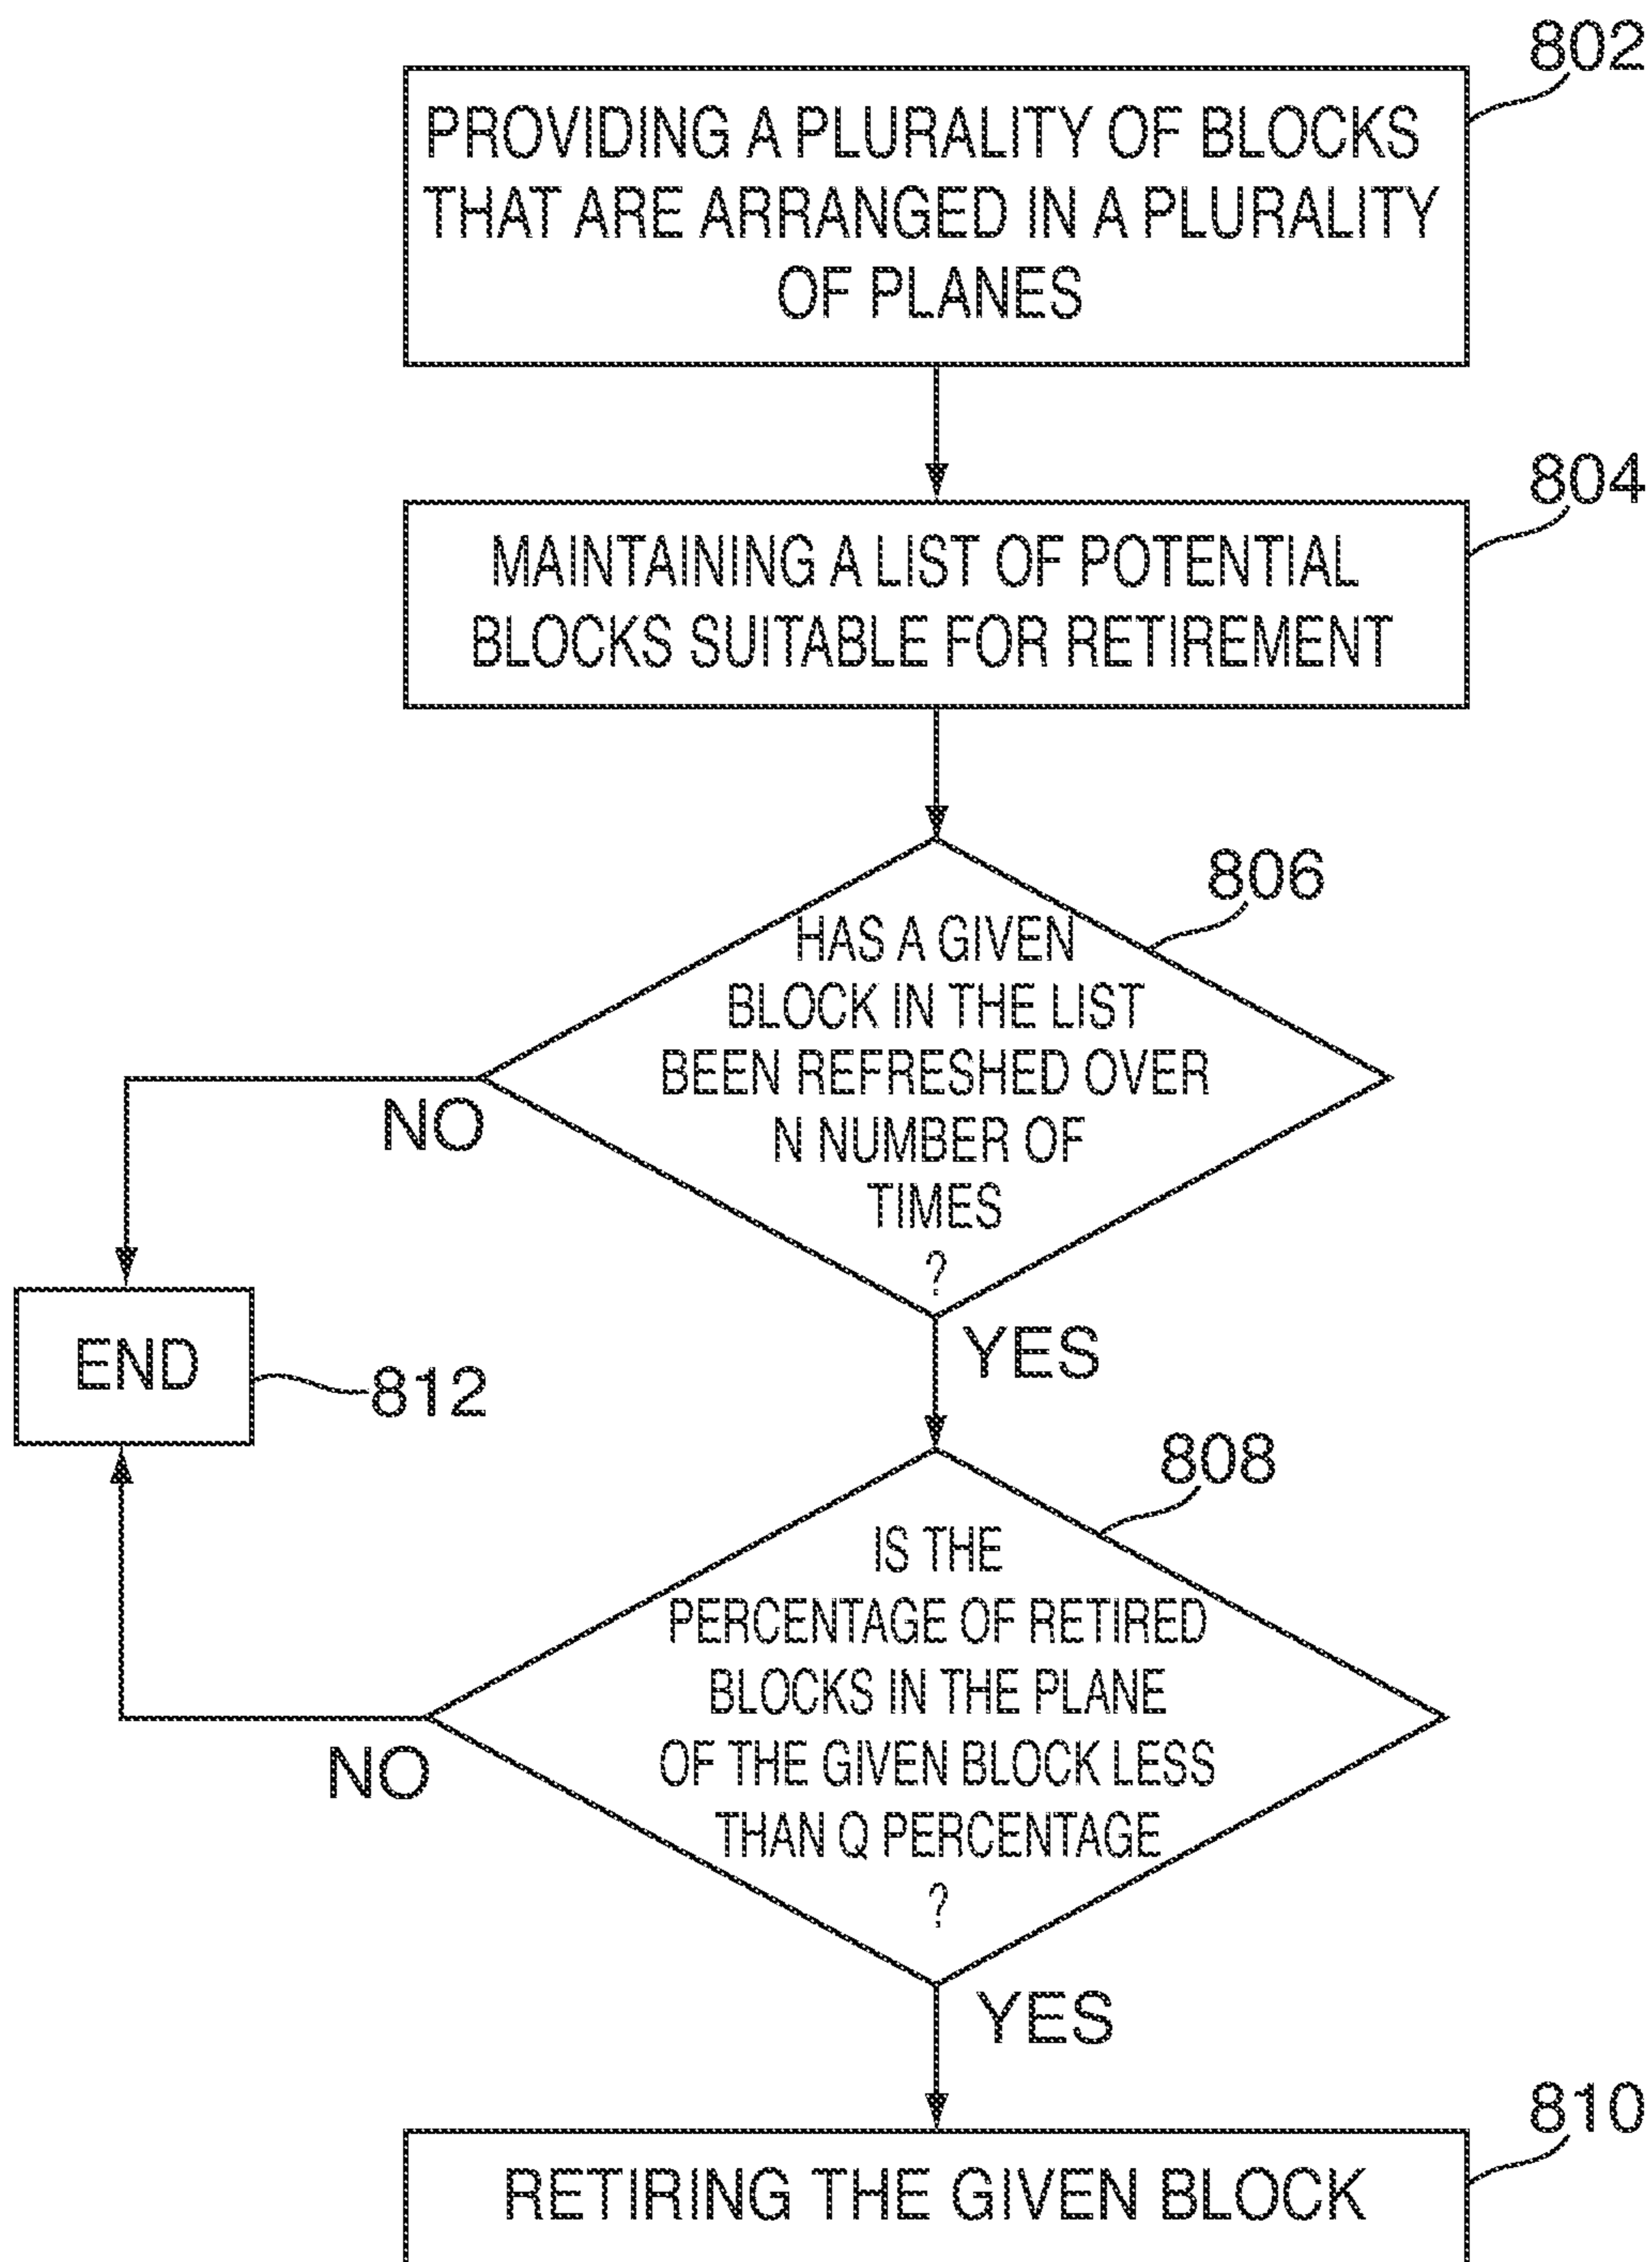 802
PROVIDING A PLURALITY OF BLOCKS
THAT ARE ARRANGED IN A PLURALITY
OF PLANES
804
MAINTAINING A LIST OF POTENTIAL
BLOCKS SUITABLE FOR RETIREMENT
806
HAS A GIVEN
BLOCK IN THE LIST
BEEN REFRESHED OVER
N NUMBER OF
TIMES
?
NO
YES
END
812
808
IS THE
PERCENTAGE OF RETIRED
BLOCKS IN THE PLANE
OF THE GIVEN BLOCK LESS
THAN Q PERCENTAGE
?
NO
YES
810
RETIRING THE GIVEN BLOCK